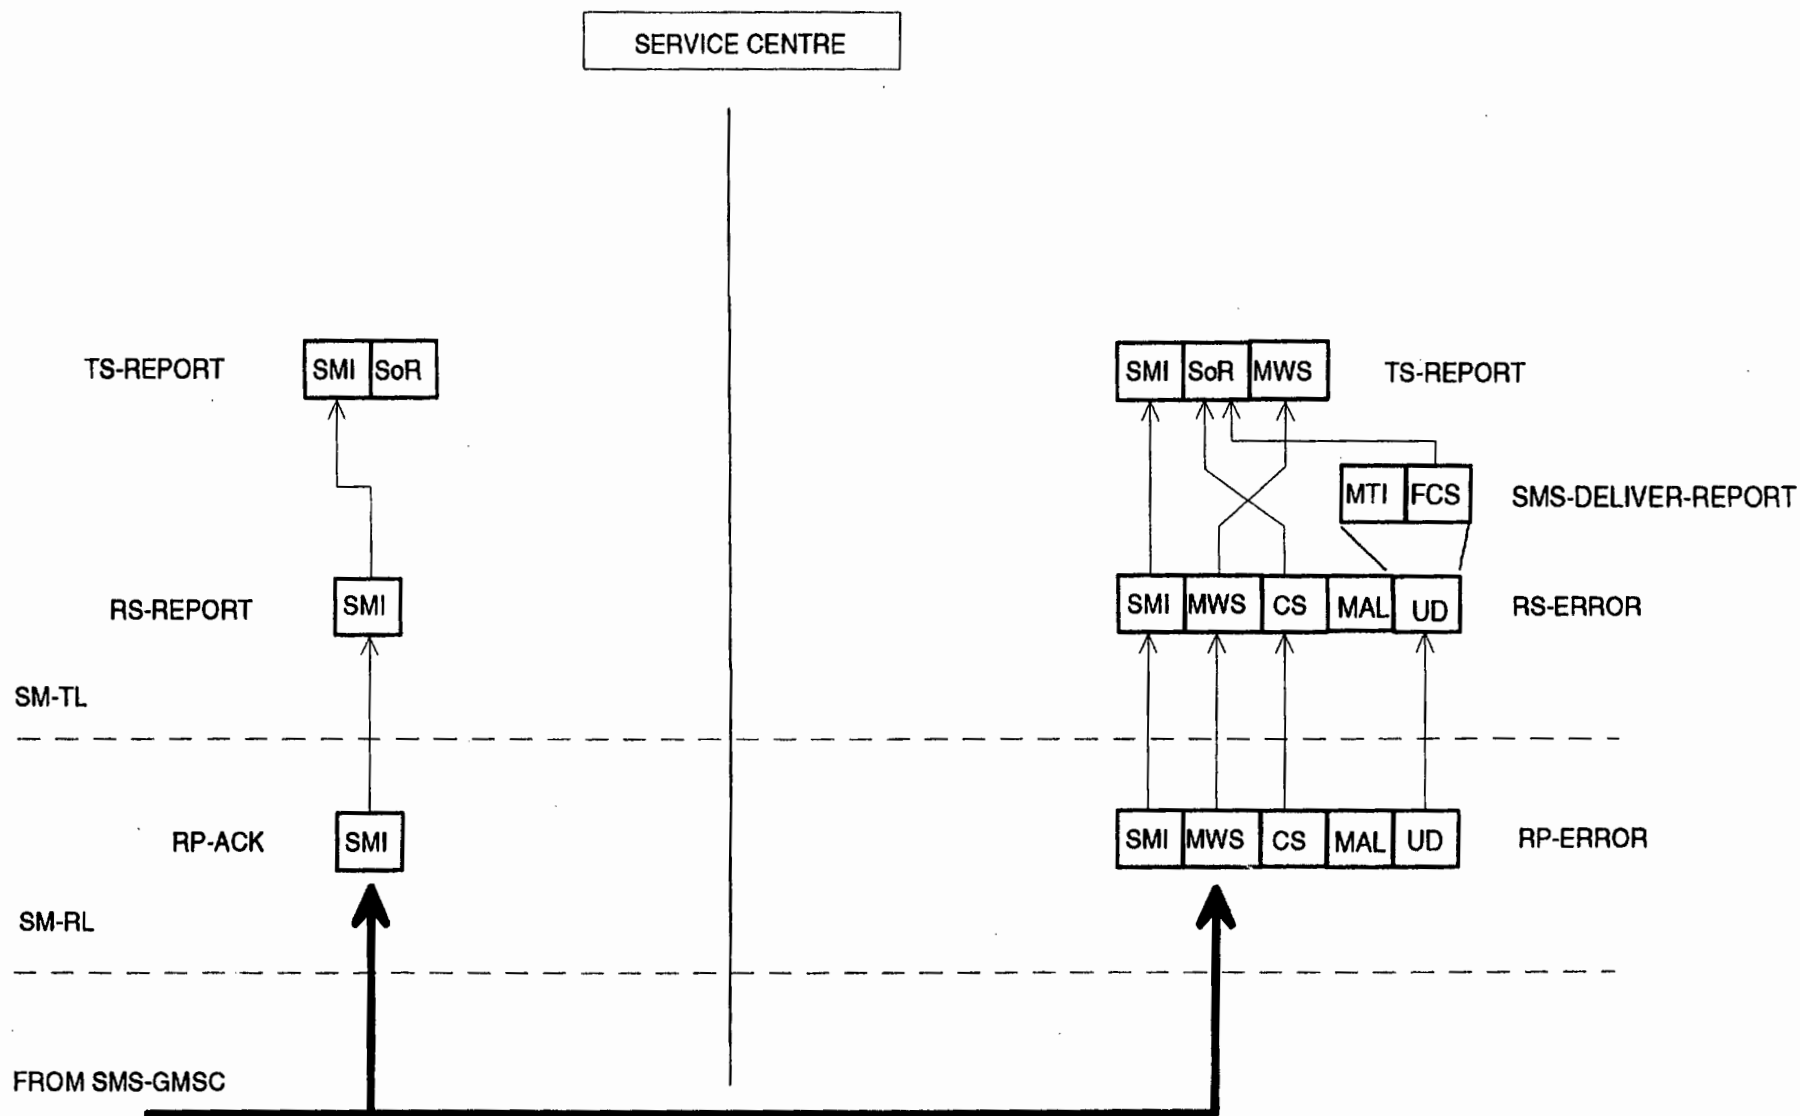 SERVICE CENTRE
TS-REPORT SMI SoR
SMI SoR MWS TS-REPORT
MTI FCS SMS-DELIVER-REPORT
RS-REPORT SMI
SMI MWS CS MAL UD RS-ERROR
SM-TL
RP-ACK SMI
SMI MWS CS MAL UD RP-ERROR
SM-RL
FROM SMS-GMSC